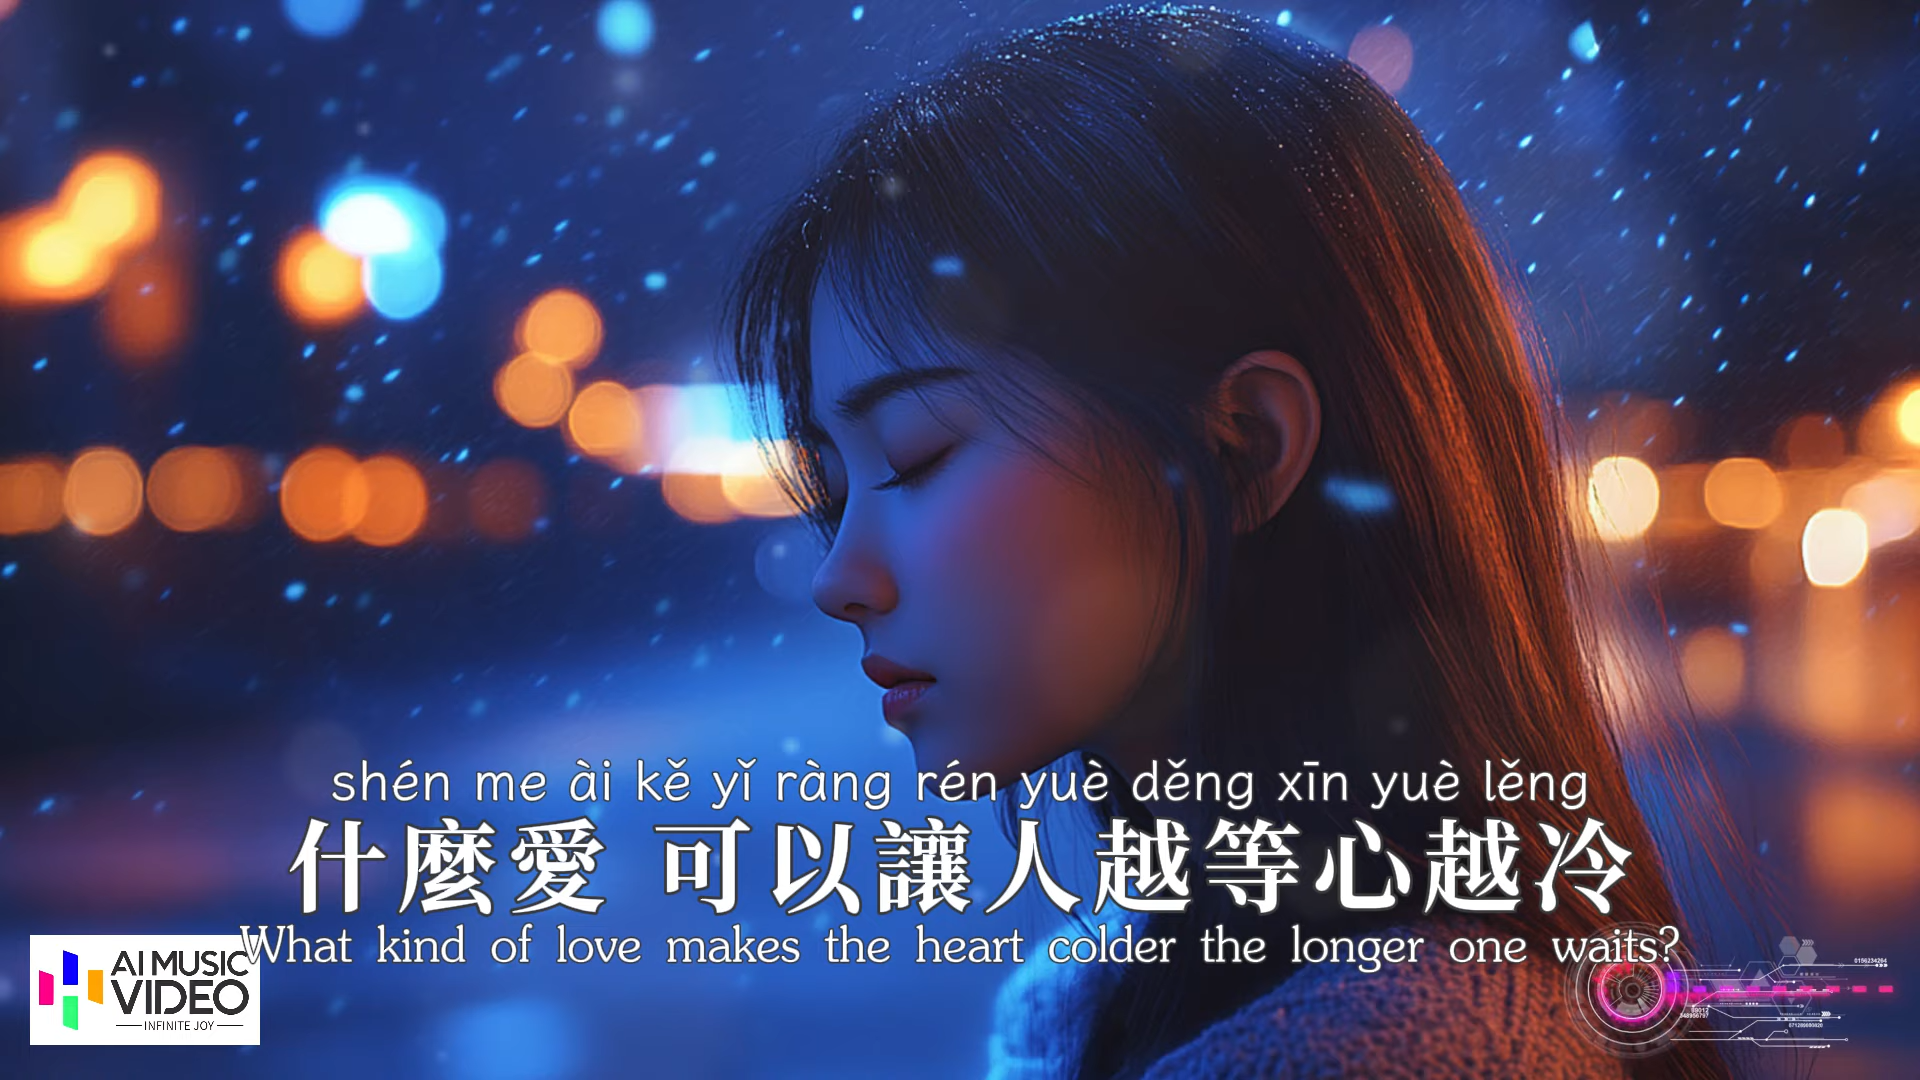 shén me ài kě yǐ ràng rén yuè děng xīn yuè lěng
什麼愛 可以讓人越等心越冷
What kind of love makes the heart colder the longer one waits?
AI MUSIC
VIDEO
INFINITE JOY
0156234264